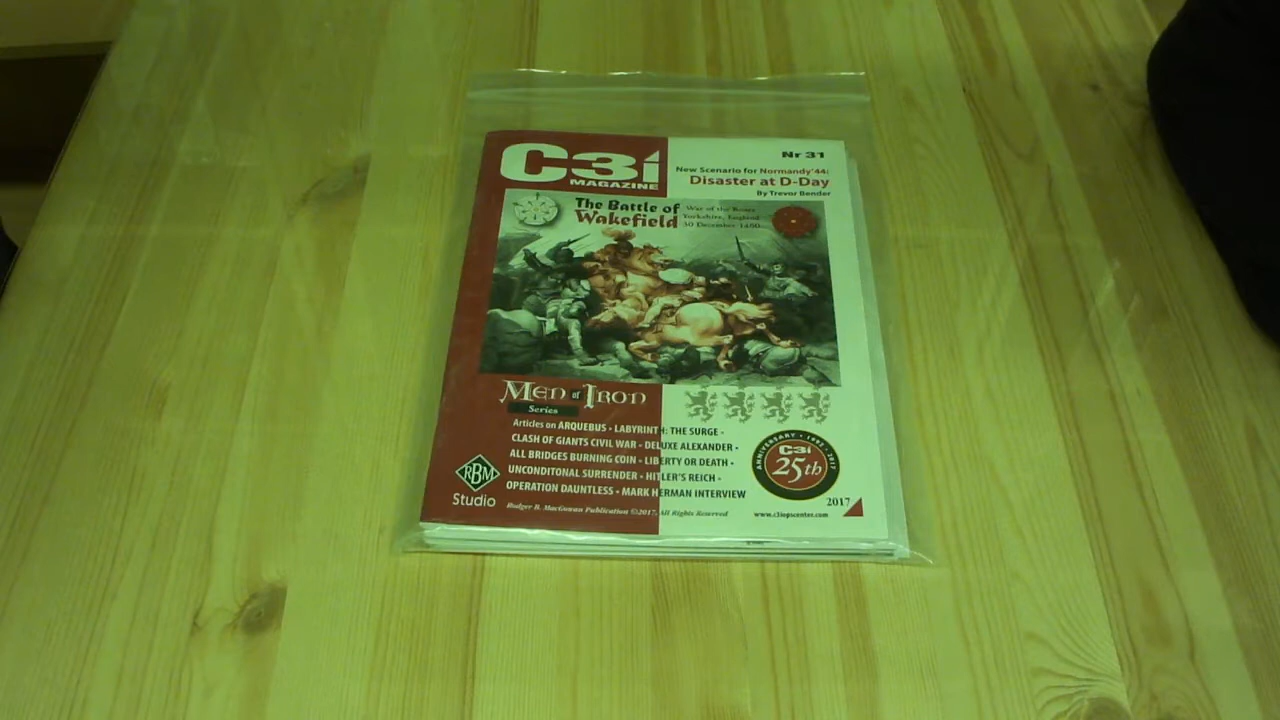 C3i
MAGAZINE
Nr 31
New Scenario for Normandy'44:
Disaster at D-Day
By Trevor Bender
The Battle of
Wakefield
War of the Roses
Yorkshire, England
30 December 1460
MEN of IRON
Series
Articles on ARQUEBUS • LABYRINTH: THE SURGE •
CLASH OF GIANTS CIVIL WAR • DELUXE ALEXANDER •
ALL BRIDGES BURNING COIN • LIBERTY OR DEATH •
UNCONDITONAL SURRENDER • HITLER'S REICH •
OPERATION DAUNTLESS • MARK HERMAN INTERVIEW
RBM
Studio
ANNIVERSARY • 1992 - 2017
C3i
25th
2017
Rodger B. MacGowan Publication ©2017, All Rights Reserved
www.c3iopscenter.com